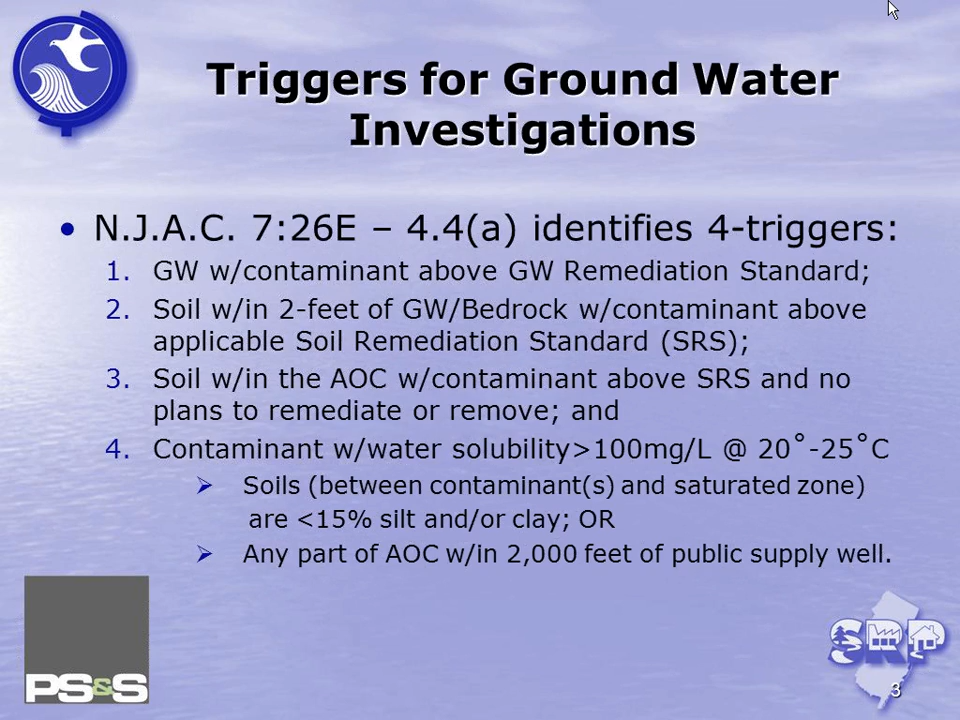 Triggers for Ground Water
Investigations
• N.J.A.C. 7:26E – 4.4(a) identifies 4-triggers:
1. GW w/contaminant above GW Remediation Standard;
2. Soil w/in 2-feet of GW/Bedrock w/contaminant above
applicable Soil Remediation Standard (SRS);
3. Soil w/in the AOC w/contaminant above SRS and no
plans to remediate or remove; and
4. Contaminant w/water solubility>100mg/L @ 20˚-25˚C
➢ Soils (between contaminant(s) and saturated zone)
are <15% silt and/or clay; OR
➢ Any part of AOC w/in 2,000 feet of public supply well.
PS&S
SRP
3